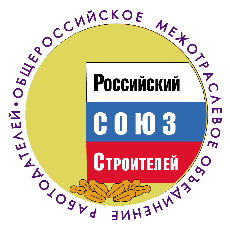 ОБЩЕРОССИЙСКОЕ МЕЖОТРАСЛЕВОЕ ОБЪЕДИНЕНИЕ РАБОТОДАТЕЛЕЙ •
РОССИЙСКИЙ
СОЮЗ
СТРОИТЕЛЕЙ